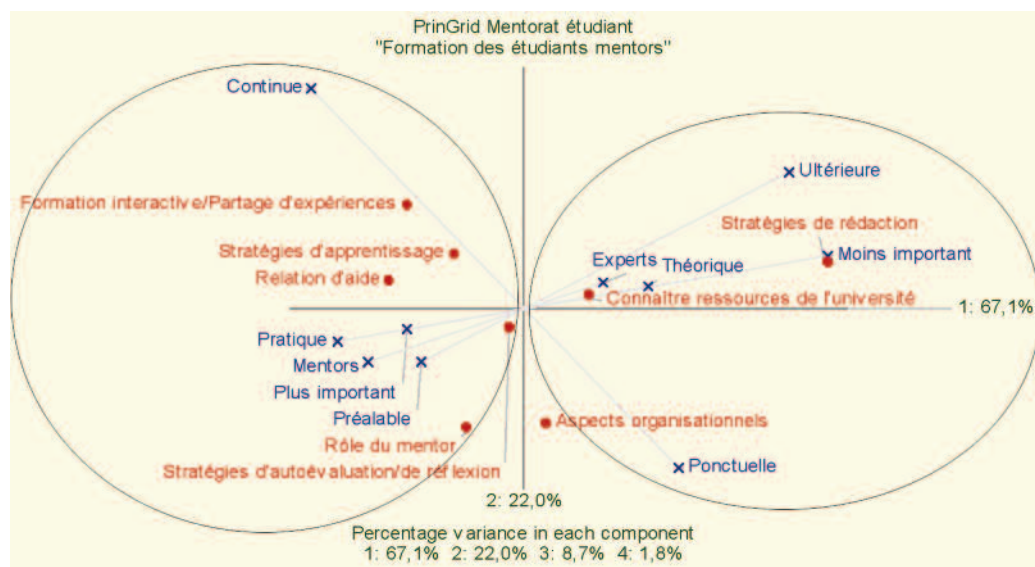 PrinGrid Mentorat étudiant
"Formation des étudiants mentors"
Continue
Ultérieure
Formation interactive/Partage d'expériences
Stratégies de rédaction
Stratégies d'apprentissage
Moins important
Experts
Théorique
Relation d'aide
Connaître ressources de l'université
1: 67,1%
Pratique
Mentors
Plus important
Préalable
Aspects organisationnels
Rôle du mentor
Stratégies d'autoévaluation/de réflexion
Ponctuelle
2: 22,0%
Percentage variance in each component
1: 67,1% 2: 22,0% 3: 8,7% 4: 1,8%